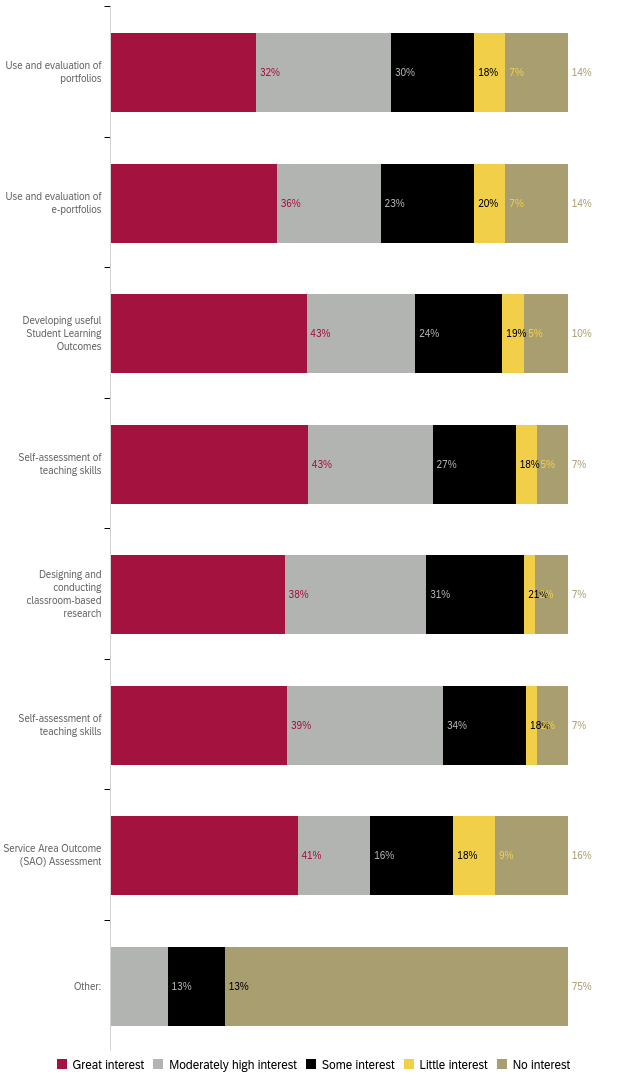 Use and evaluation of
portfolios
32%
30%
18%
7%
14%
Use and evaluation of
e-portfolios
36%
23%
20%
7%
14%
Developing useful
Student Learning
Outcomes
43%
24%
19%
5%
10%
Self-assessment of
teaching skills
43%
27%
18%
5%
7%
Designing and
conducting
classroom-based
research
38%
31%
21%
7%
Self-assessment of
teaching skills
39%
34%
18%
7%
Service Area Outcome
(SAO) Assessment
41%
16%
18%
9%
16%
Other:
13%
13%
75%
Great interest
Moderately high interest
Some interest
Little interest
No interest